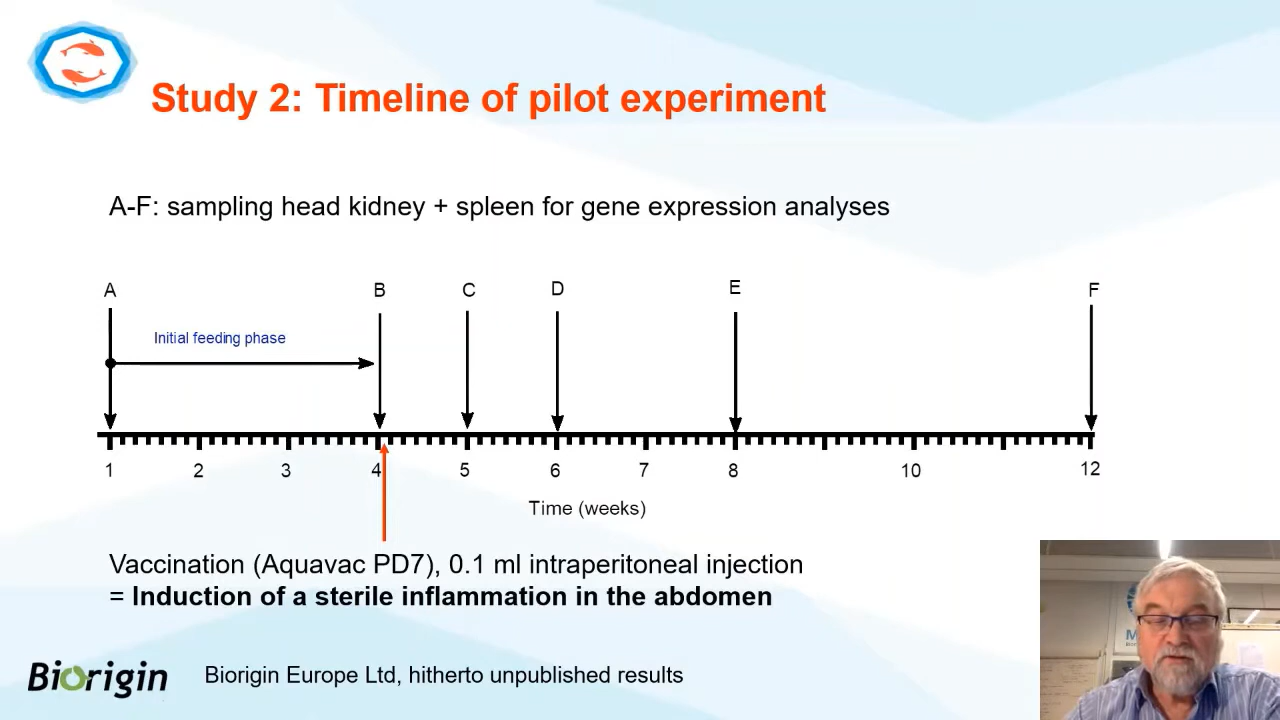 Study 2: Timeline of pilot experiment
A-F: sampling head kidney + spleen for gene expression analyses
A B C D E F
Initial feeding phase
1 2 3 4 5 6 7 8 10 12
Time (weeks)
Vaccination (Aquavac PD7), 0.1 ml intraperitoneal injection
= Induction of a sterile inflammation in the abdomen
Biorigin
Biorigin Europe Ltd, hitherto unpublished results